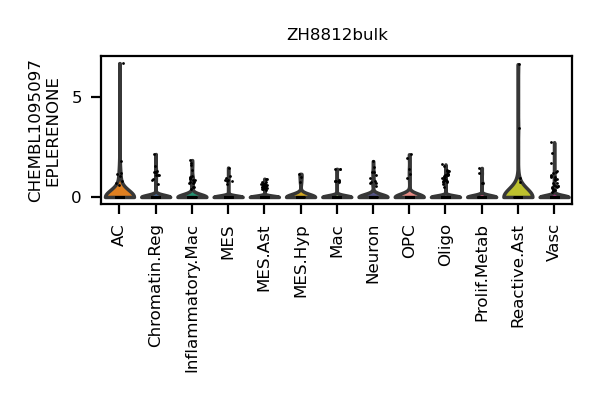 ZH8812bulk
CHEMBL1095097
EPLERENONE
5
0
AC
Chromatin.Reg
Inflammatory.Mac
MES
MES.Ast
MES.Hyp
Mac
Neuron
OPC
Oligo
Prolif.Metab
Reactive.Ast
Vasc